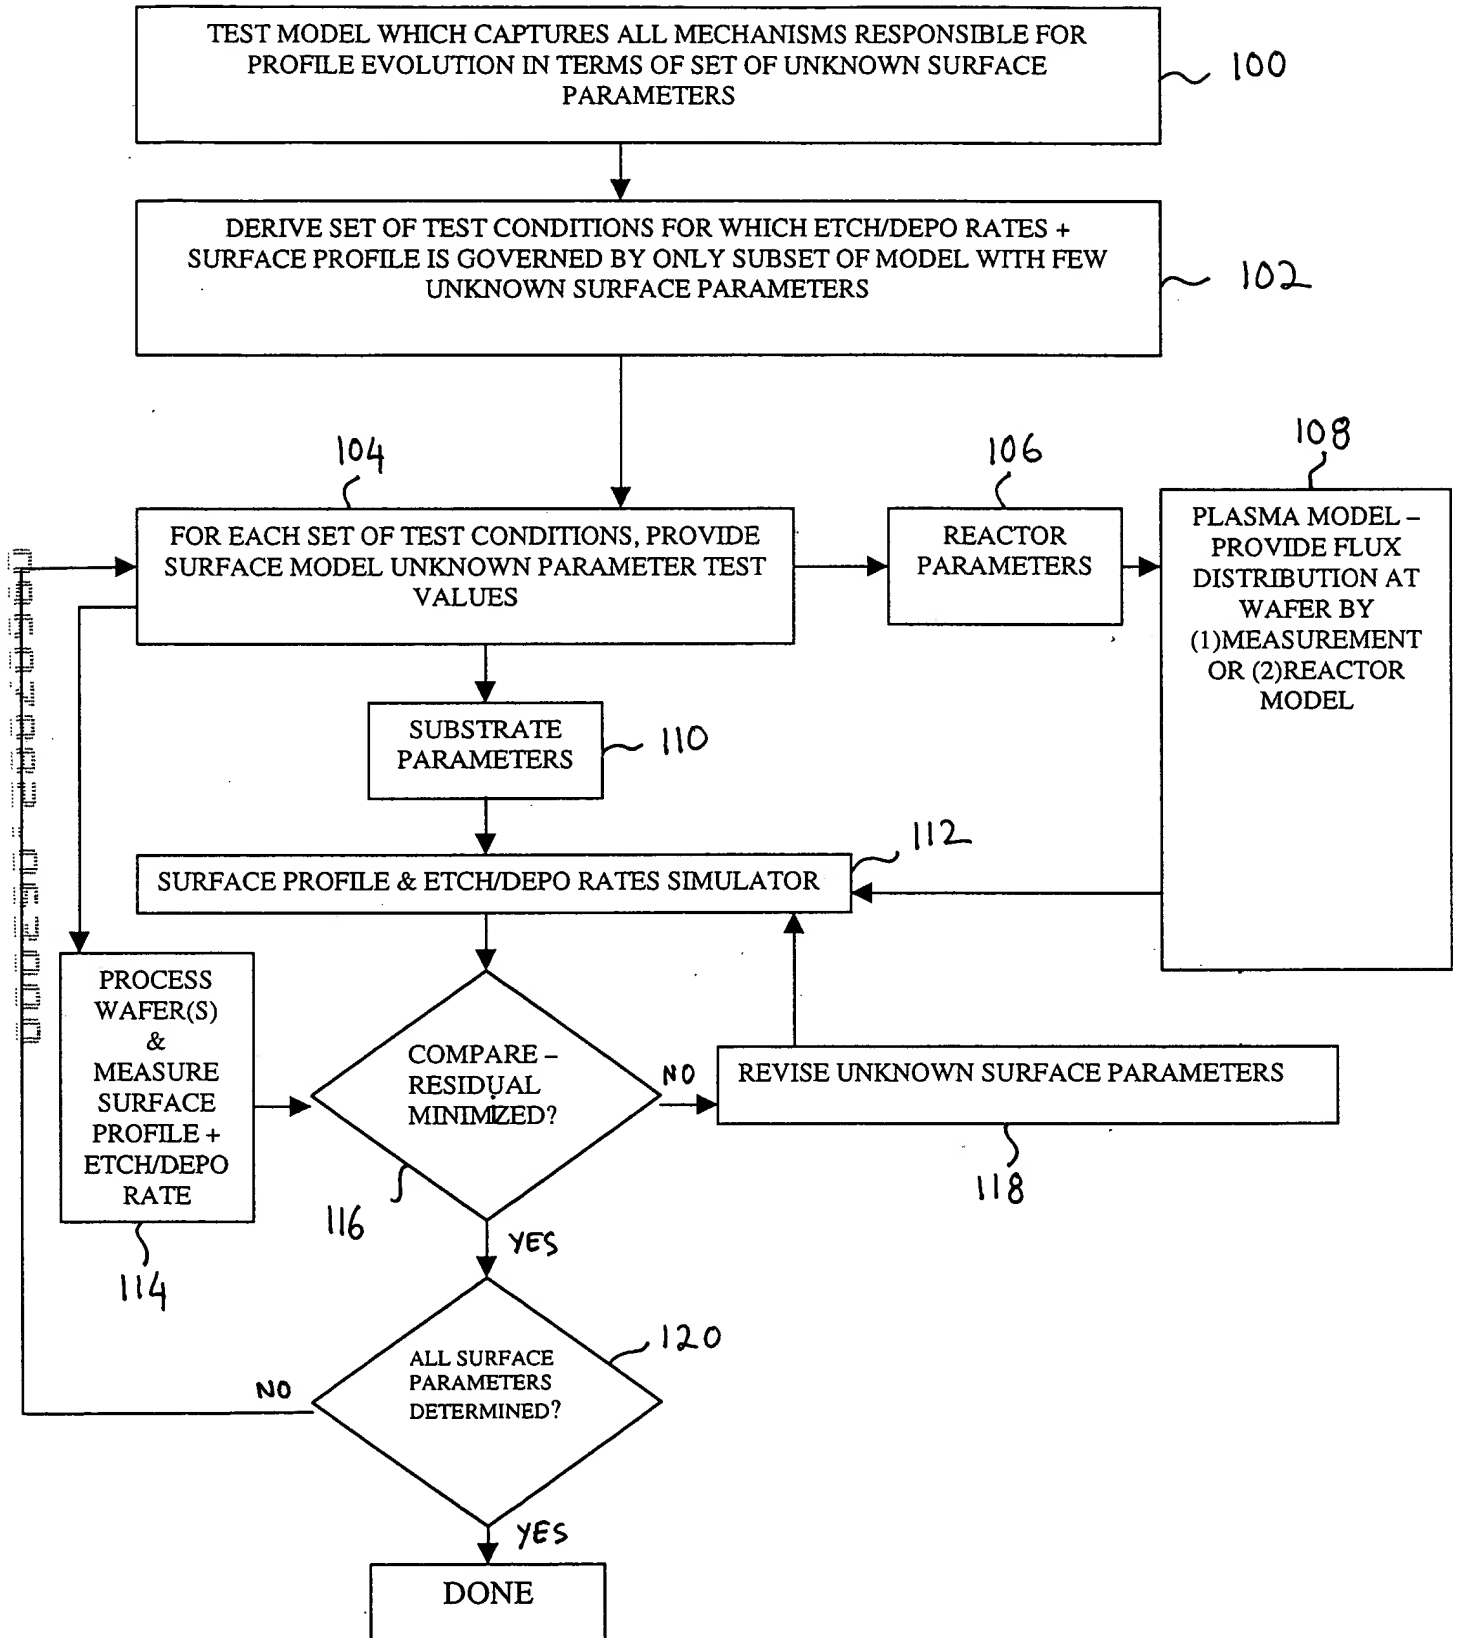 TEST MODEL WHICH CAPTURES ALL MECHANISMS RESPONSIBLE FOR
PROFILE EVOLUTION IN TERMS OF SET OF UNKNOWN SURFACE
PARAMETERS
100
DERIVE SET OF TEST CONDITIONS FOR WHICH ETCH/DEPO RATES +
SURFACE PROFILE IS GOVERNED BY ONLY SUBSET OF MODEL WITH FEW
UNKNOWN SURFACE PARAMETERS
102
104
FOR EACH SET OF TEST CONDITIONS, PROVIDE
SURFACE MODEL UNKNOWN PARAMETER TEST
VALUES
106
REACTOR
PARAMETERS
108
PLASMA MODEL –
PROVIDE FLUX
DISTRIBUTION AT
WAFER BY
(1)MEASUREMENT
OR (2)REACTOR
MODEL
SUBSTRATE
PARAMETERS
110
112
SURFACE PROFILE & ETCH/DEPO RATES SIMULATOR
PROCESS
WAFER(S)
&
MEASURE
SURFACE
PROFILE +
ETCH/DEPO
RATE
114
COMPARE –
RESIDUAL
MINIMIZED?
116
NO
REVISE UNKNOWN SURFACE PARAMETERS
118
YES
ALL SURFACE
PARAMETERS
DETERMINED?
120
NO
YES
DONE